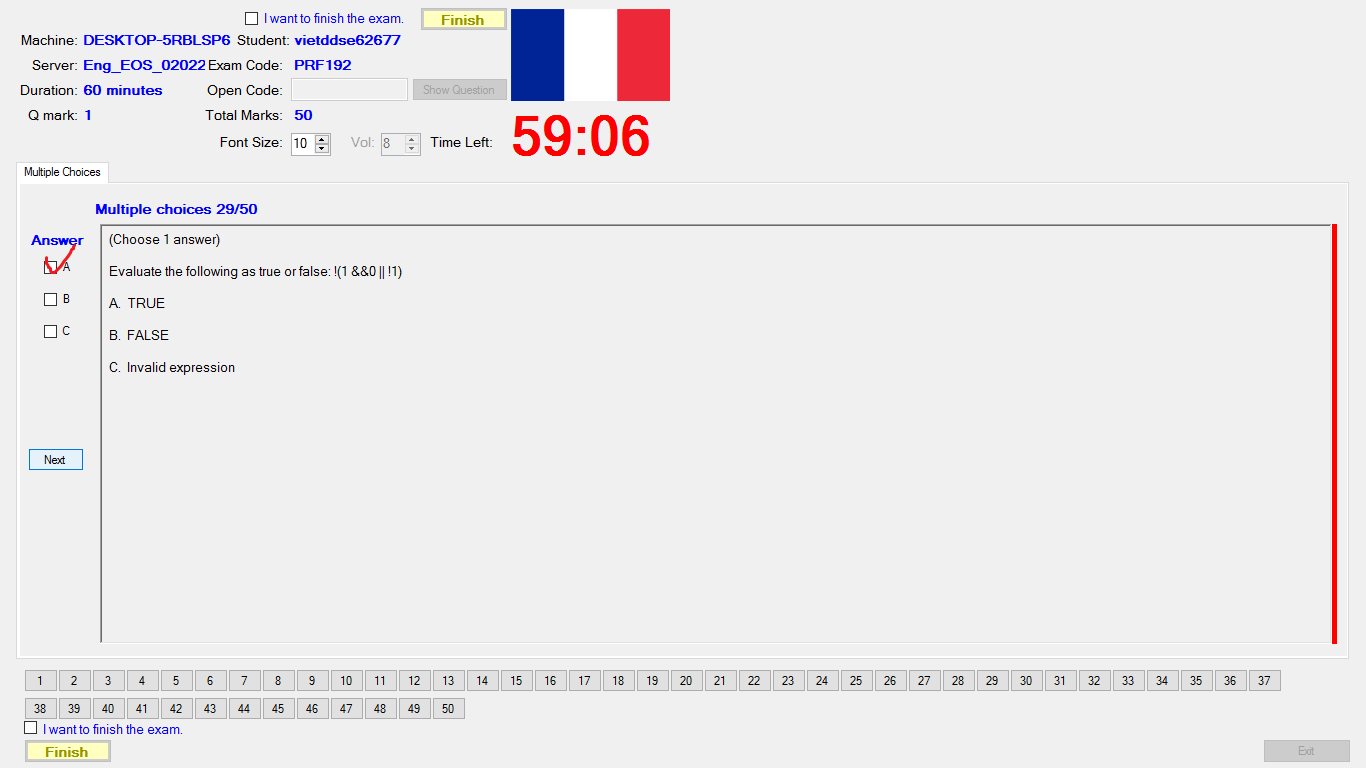 I want to finish the exam. Finish
Machine: DESKTOP-5RBLSP6 Student: vietddse62677
Server: Eng_EOS_02022 Exam Code: PRF192
Duration: 60 minutes Open Code: Show Question
Q mark: 1 Total Marks: 50
Font Size: 10 Vol: 8 Time Left: 59:06
Multiple Choices
Multiple choices 29/50
Answer
(Choose 1 answer)
A
Evaluate the following as true or false: !(1 &&0 || !1)
B
A. TRUE
C
B. FALSE
C. Invalid expression
Next
1 2 3 4 5 6 7 8 9 10 11 12 13 14 15 16 17 18 19 20 21 22 23 24 25 26 27 28 29 30 31 32 33 34 35 36 37
38 39 40 41 42 43 44 45 46 47 48 49 50
I want to finish the exam.
Finish
Exit